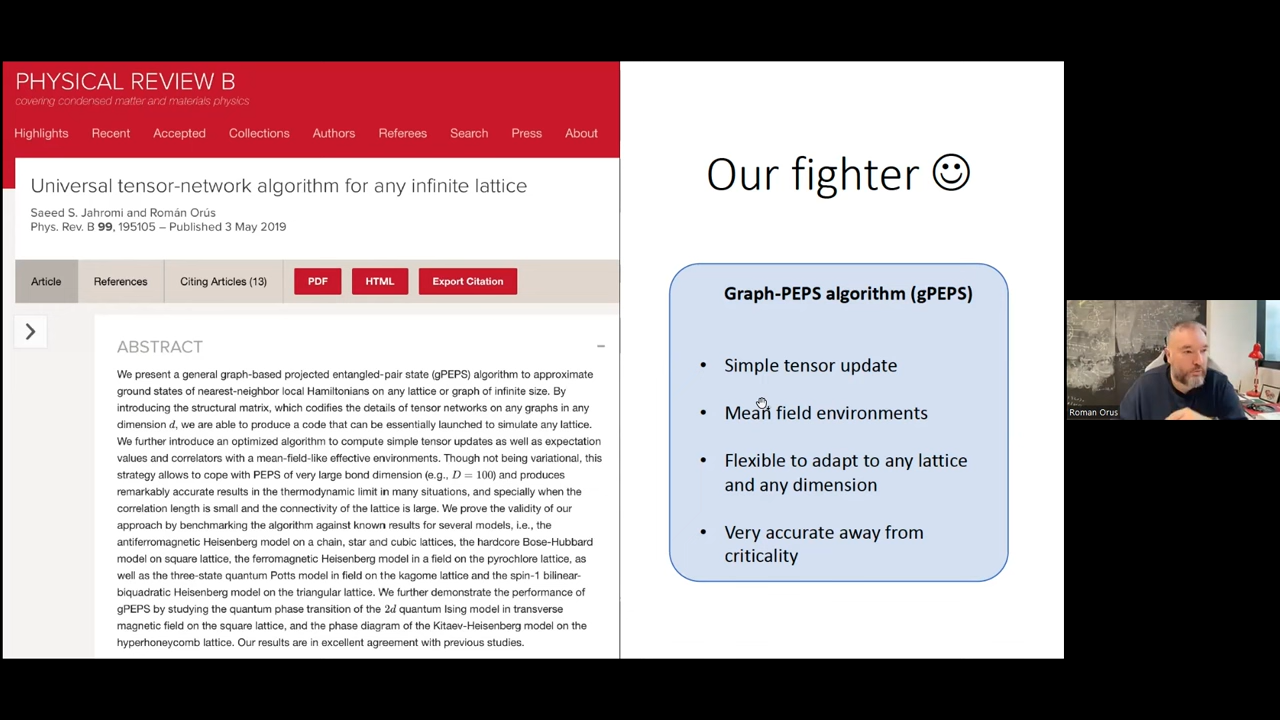 PHYSICAL REVIEW B
covering condensed matter and materials physics
Highlights Recent Accepted Collections Authors Referees Search Press About
Universal tensor-network algorithm for any infinite lattice
Saeed S. Jahromi and Román Orús
Phys. Rev. B 99, 195105 – Published 3 May 2019
Article References Citing Articles (13) PDF HTML Export Citation
ABSTRACT
We present a general graph-based projected entangled-pair state (gPEPS) algorithm to approximate
ground states of nearest-neighbor local Hamiltonians on any lattice or graph of infinite size. By
introducing the structural matrix, which codifies the details of tensor networks on any graphs in any
dimension d, we are able to produce a code that can be essentially launched to simulate any lattice.
We further introduce an optimized algorithm to compute simple tensor updates as well as expectation
values and correlators with a mean-field-like effective environments. Though not being variational, this
strategy allows to cope with PEPS of very large bond dimension (e.g., D = 100) and produces
remarkably accurate results in the thermodynamic limit in many situations, and specially when the
correlation length is small and the connectivity of the lattice is large. We prove the validity of our
approach by benchmarking the algorithm against known results for several models, i.e., the
antiferromagnetic Heisenberg model on a chain, star and cubic lattices, the hardcore Bose-Hubbard
model on square lattice, the ferromagnetic Heisenberg model in a field on the pyrochlore lattice, as
well as the three-state quantum Potts model in field on the kagome lattice and the spin-1 bilinear-
biquadratic Heisenberg model on the triangular lattice. We further demonstrate the performance of
gPEPS by studying the quantum phase transition of the 2d quantum Ising model in transverse
magnetic field on the square lattice, and the phase diagram of the Kitaev-Heisenberg model on the
hyperhoneycomb lattice. Our results are in excellent agreement with previous studies.
Our fighter ☺
Graph-PEPS algorithm (gPEPS)
• Simple tensor update
• Mean field environments
• Flexible to adapt to any lattice
and any dimension
• Very accurate away from
criticality
Roman Orus